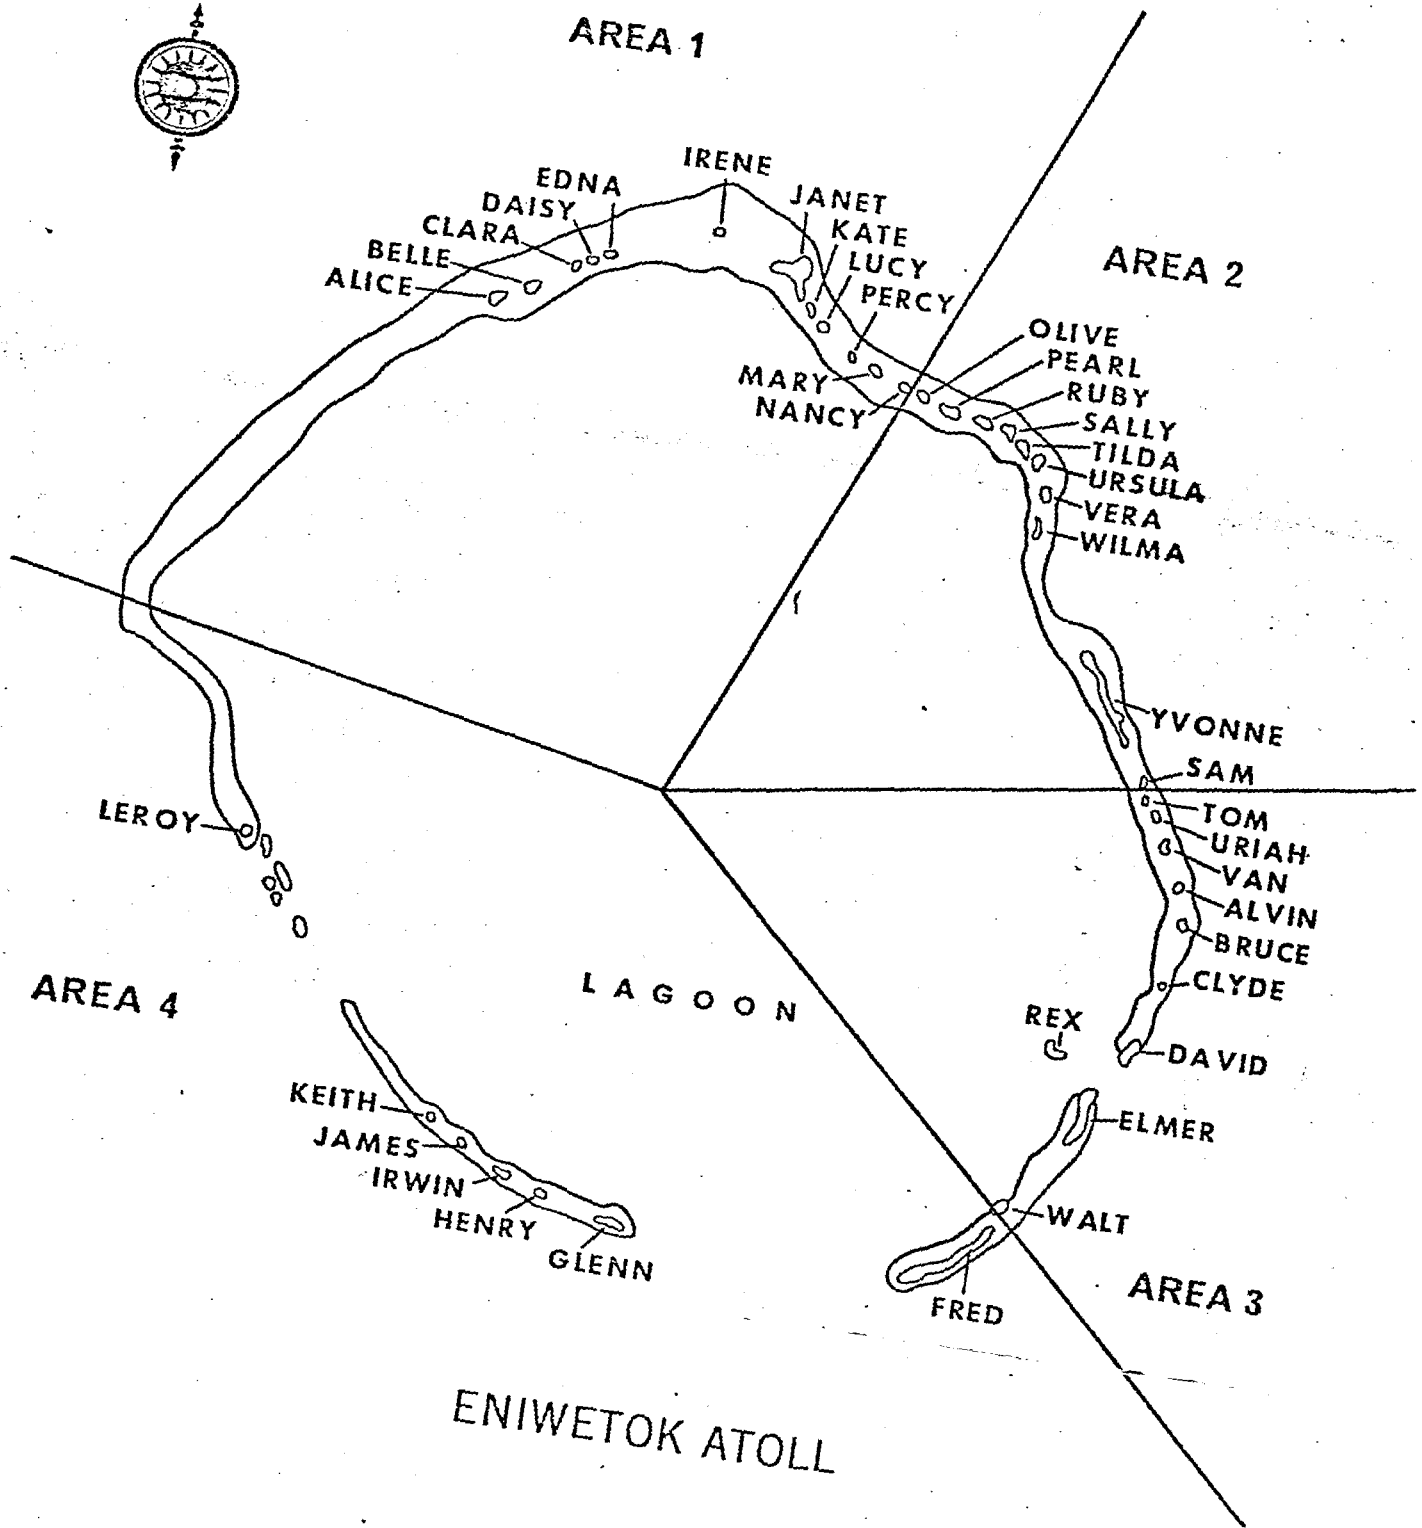 AREA 1
IRENE
EDNA
DAISY
CLARA
BELLE
ALICE
JANET
KATE
LUCY
PERCY
MARY
NANCY
AREA 2
OLIVE
PEARL
RUBY
SALLY
TILDA
URSULA
VERA
WILMA
YVONNE
SAM
TOM
URIAH
VAN
ALVIN
BRUCE
CLYDE
DAVID
REX
ELMER
WALT
AREA 3
FRED
LAGOON
LEROY
AREA 4
KEITH
JAMES
IRWIN
HENRY
GLENN
ENIWETOK ATOLL